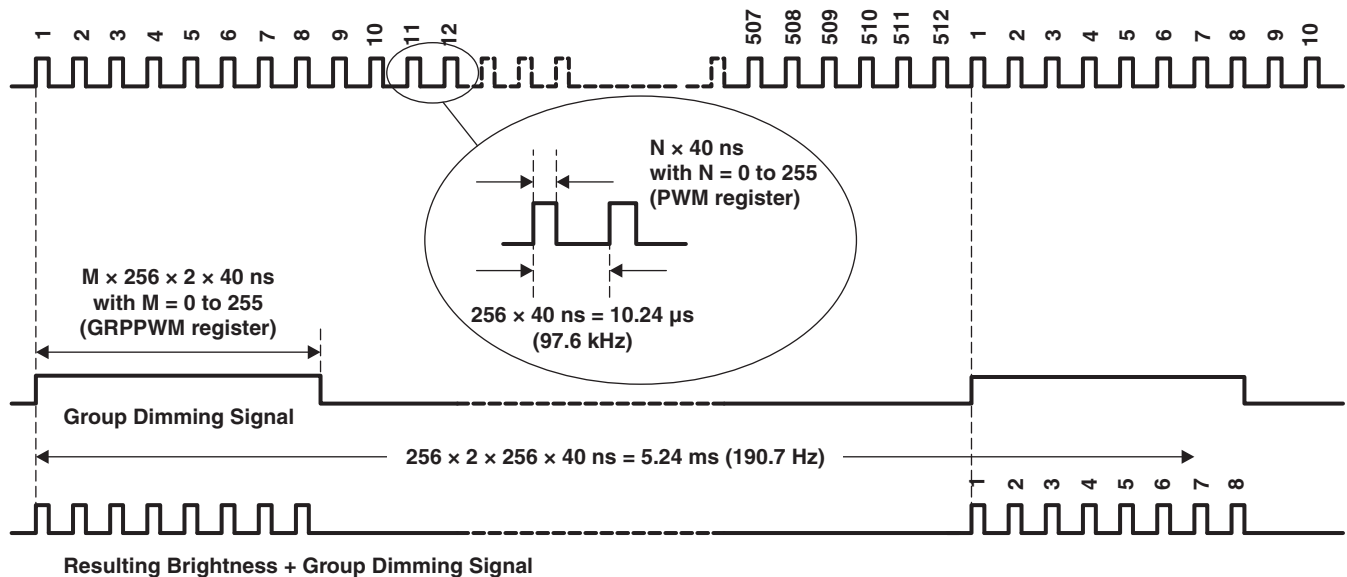 1 2 3 4 5 6 7 8 9 10 11 12 507 508 509 510 511 512 1 2 3 4 5 6 7 8 9 10
N × 40 ns
with N = 0 to 255
(PWM register)
M × 256 × 2 × 40 ns
with M = 0 to 255
(GRPPWM register)
256 × 40 ns = 10.24 µs
(97.6 kHz)
Group Dimming Signal
256 × 2 × 256 × 40 ns = 5.24 ms (190.7 Hz)
1 2 3 4 5 6 7 8
Resulting Brightness + Group Dimming Signal